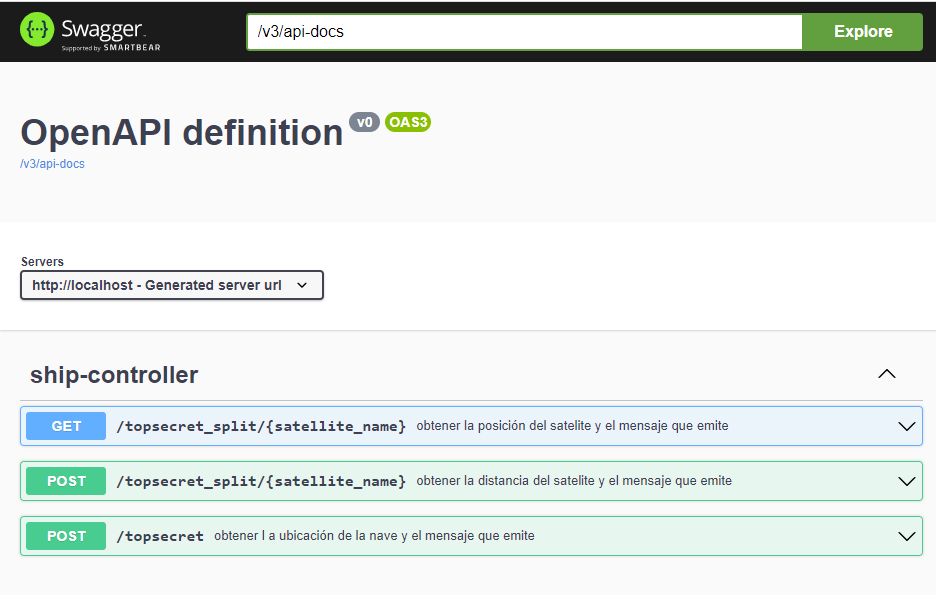 {···} Swagger.
Supported by SMARTBEAR
/v3/api-docs
Explore
OpenAPI definition v0 OAS3
/v3/api-docs
Servers
http://localhost - Generated server url
ship-controller
GET /topsecret_split/{satellite_name} obtener la posición del satelite y el mensaje que emite
POST /topsecret_split/{satellite_name} obtener la distancia del satelite y el mensaje que emite
POST /topsecret obtener l a ubicación de la nave y el mensaje que emite